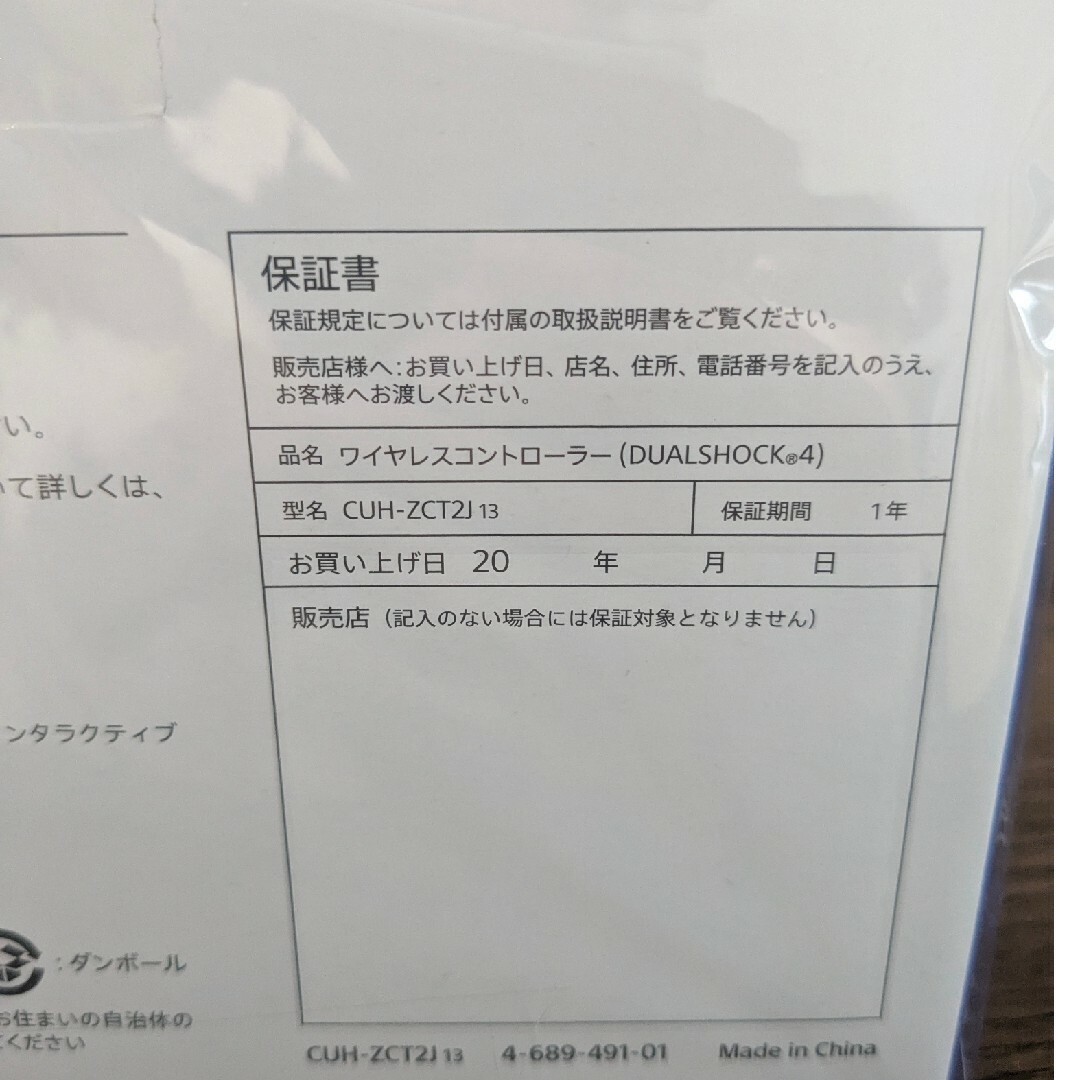 保証書
保証規定については付属の取扱説明書をご覧ください。
販売店様へ:お買い上げ日、店名、住所、電話番号を記入のうえ、
お客様へお渡しください。
品名 ワイヤレスコントローラー(DUALSHOCK®4)
型名 CUH-ZCT2J 13 保証期間 1年
お買い上げ日 20 年 月 日
販売店(記入のない場合には保証対象となりません)
CUH-ZCT2J 13 4-689-491-01 Made in China
い。
いて詳しくは、
ンタラクティブ
:ダンボール
お住まいの自治体の
ください